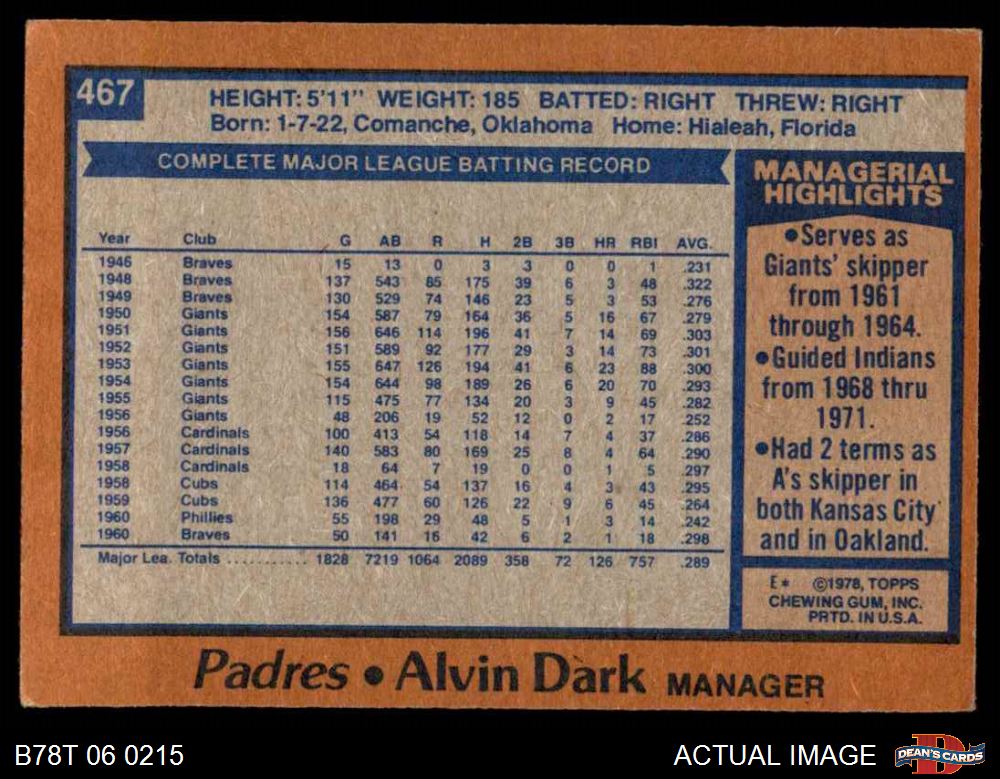 467
HEIGHT: 5'11" WEIGHT: 185 BATTED: RIGHT THREW: RIGHT
Born: 1-7-22, Comanche, Oklahoma Home: Hialeah, Florida
COMPLETE MAJOR LEAGUE BATTING RECORD
Year Club G AB R H 2B 3B HR RBI AVG.
1946 Braves 15 13 0 3 3 0 0 1 .231
1948 Braves 137 543 85 175 39 6 3 48 .322
1949 Braves 130 529 74 146 23 5 3 53 .276
1950 Giants 154 587 79 164 36 5 16 67 .279
1951 Giants 156 646 114 196 41 7 14 69 .303
1952 Giants 151 589 92 177 29 3 14 73 .301
1953 Giants 155 647 126 194 41 6 23 88 .300
1954 Giants 154 644 98 189 26 6 20 70 .293
1955 Giants 115 475 77 134 20 3 9 45 .282
1956 Giants 48 206 19 52 12 0 2 17 .252
1956 Cardinals 100 413 54 118 14 7 4 37 .286
1957 Cardinals 140 583 80 169 25 8 4 64 .290
1958 Cardinals 18 64 7 19 0 0 1 5 .297
1958 Cubs 114 464 54 137 16 4 3 43 .295
1959 Cubs 136 477 60 126 22 9 6 45 .264
1960 Phillies 55 198 29 48 5 1 3 14 .242
1960 Braves 50 141 16 42 6 2 1 18 .298
Major Lea. Totals ........... 1828 7219 1064 2089 358 72 126 757 .289
MANAGERIAL
HIGHLIGHTS
•Serves as
Giants' skipper
from 1961
through 1964.
•Guided Indians
from 1968 thru
1971.
•Had 2 terms as
A's skipper in
both Kansas City
and in Oakland.
E* ©1978, TOPPS
CHEWING GUM, INC.
PRTD. IN U.S.A.
Padres • Alvin Dark MANAGER
B78T 06 0215
ACTUAL IMAGE
DEAN'S CARDS